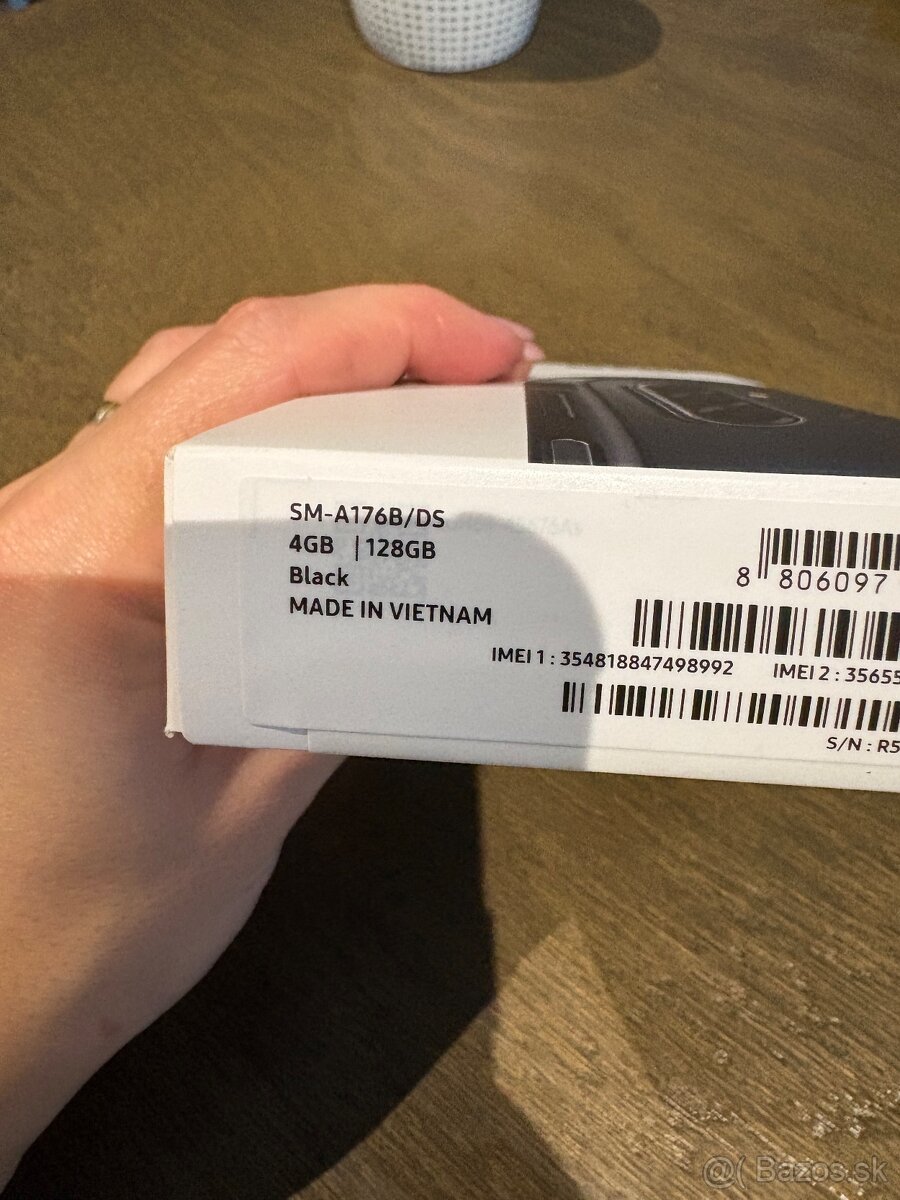 SM-A176B/DS
4GB | 128GB
Black
MADE IN VIETNAM
8 806097
IMEI 1 : 354818847498992 IMEI 2 : 35655
S/N : R5
@( Bazos.sk